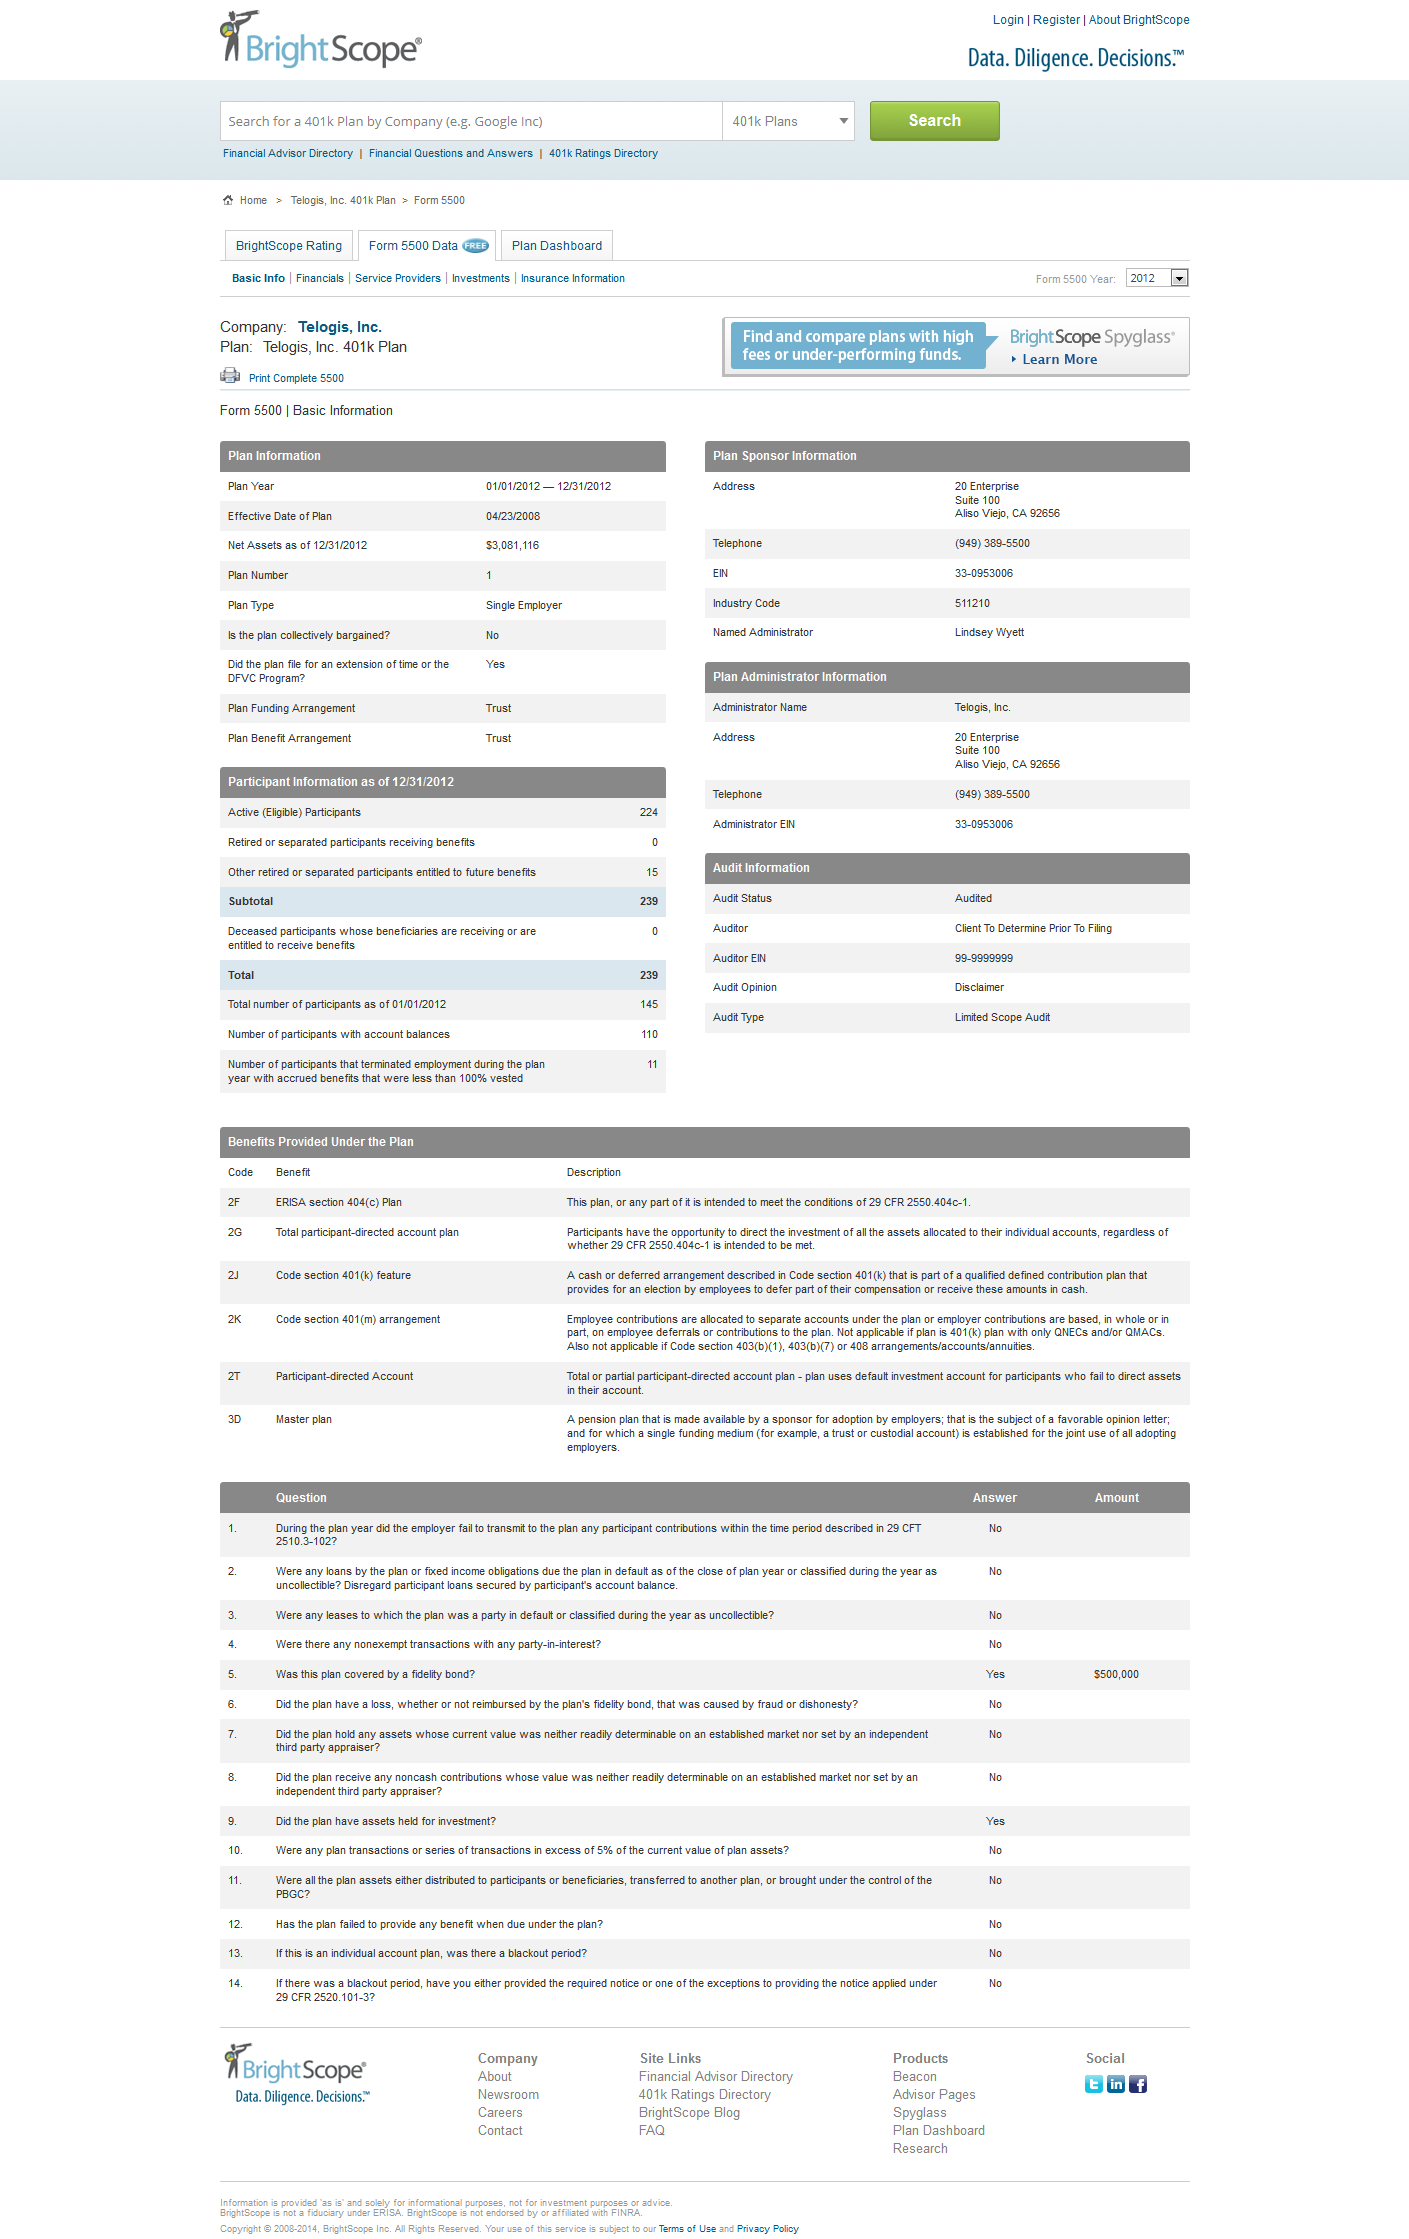 Login | Register | About BrightScope
BrightScope®
Data. Diligence. Decisions.™
Search for a 401k Plan by Company (e.g. Google Inc)
401k Plans
Search
Financial Advisor Directory | Financial Questions and Answers | 401k Ratings Directory
Home > Telogis, Inc. 401k Plan > Form 5500
BrightScope Rating
Form 5500 Data FREE
Plan Dashboard
Basic Info | Financials | Service Providers | Investments | Insurance Information
Form 5500 Year: 2012
Company: Telogis, Inc.
Plan: Telogis, Inc. 401k Plan
Print Complete 5500
Find and compare plans with high
fees or under-performing funds.
BrightScope Spyglass®
Learn More
Form 5500 | Basic Information
Plan Information
Plan Year 01/01/2012 — 12/31/2012
Effective Date of Plan 04/23/2008
Net Assets as of 12/31/2012 $3,081,116
Plan Number 1
Plan Type Single Employer
Is the plan collectively bargained? No
Did the plan file for an extension of time or the Yes
DFVC Program?
Plan Funding Arrangement Trust
Plan Benefit Arrangement Trust
Participant Information as of 12/31/2012
Active (Eligible) Participants 224
Retired or separated participants receiving benefits 0
Other retired or separated participants entitled to future benefits 15
Subtotal 239
Deceased participants whose beneficiaries are receiving or are 0
entitled to receive benefits
Total 239
Total number of participants as of 01/01/2012 145
Number of participants with account balances 110
Number of participants that terminated employment during the plan 11
year with accrued benefits that were less than 100% vested
Plan Sponsor Information
Address 20 Enterprise
Suite 100
Aliso Viejo, CA 92656
Telephone (949) 389-5500
EIN 33-0953006
Industry Code 511210
Named Administrator Lindsey Wyett
Plan Administrator Information
Administrator Name Telogis, Inc.
Address 20 Enterprise
Suite 100
Aliso Viejo, CA 92656
Telephone (949) 389-5500
Administrator EIN 33-0953006
Audit Information
Audit Status Audited
Auditor Client To Determine Prior To Filing
Auditor EIN 99-9999999
Audit Opinion Disclaimer
Audit Type Limited Scope Audit
Benefits Provided Under the Plan
Code Benefit Description
2F ERISA section 404(c) Plan This plan, or any part of it is intended to meet the conditions of 29 CFR 2550.404c-1.
2G Total participant-directed account plan Participants have the opportunity to direct the investment of all the assets allocated to their individual accounts, regardless of
whether 29 CFR 2550.404c-1 is intended to be met.
2J Code section 401(k) feature A cash or deferred arrangement described in Code section 401(k) that is part of a qualified defined contribution plan that
provides for an election by employees to defer part of their compensation or receive these amounts in cash.
2K Code section 401(m) arrangement Employee contributions are allocated to separate accounts under the plan or employer contributions are based, in whole or in
part, on employee deferrals or contributions to the plan. Not applicable if plan is 401(k) plan with only QNECs and/or QMACs.
Also not applicable if Code section 403(b)(1), 403(b)(7) or 408 arrangements/accounts/annuities.
2T Participant-directed Account Total or partial participant-directed account plan - plan uses default investment account for participants who fail to direct assets
in their account.
3D Master plan A pension plan that is made available by a sponsor for adoption by employers; that is the subject of a favorable opinion letter;
and for which a single funding medium (for example, a trust or custodial account) is established for the joint use of all adopting
employers.
Question Answer Amount
1. During the plan year did the employer fail to transmit to the plan any participant contributions within the time period described in 29 CFT No
2510.3-102?
2. Were any loans by the plan or fixed income obligations due the plan in default as of the close of plan year or classified during the year as No
uncollectible? Disregard participant loans secured by participant's account balance.
3. Were any leases to which the plan was a party in default or classified during the year as uncollectible? No
4. Were there any nonexempt transactions with any party-in-interest? No
5. Was this plan covered by a fidelity bond? Yes $500,000
6. Did the plan have a loss, whether or not reimbursed by the plan's fidelity bond, that was caused by fraud or dishonesty? No
7. Did the plan hold any assets whose current value was neither readily determinable on an established market nor set by an independent No
third party appraiser?
8. Did the plan receive any noncash contributions whose value was neither readily determinable on an established market nor set by an No
independent third party appraiser?
9. Did the plan have assets held for investment? Yes
10. Were any plan transactions or series of transactions in excess of 5% of the current value of plan assets? No
11. Were all the plan assets either distributed to participants or beneficiaries, transferred to another plan, or brought under the control of the No
PBGC?
12. Has the plan failed to provide any benefit when due under the plan? No
13. If this is an individual account plan, was there a blackout period? No
14. If there was a blackout period, have you either provided the required notice or one of the exceptions to providing the notice applied under No
29 CFR 2520.101-3?
BrightScope®
Data. Diligence. Decisions.™
Company
About
Newsroom
Careers
Contact
Site Links
Financial Advisor Directory
401k Ratings Directory
BrightScope Blog
FAQ
Products
Beacon
Advisor Pages
Spyglass
Plan Dashboard
Research
Social
Information is provided 'as is' and solely for informational purposes, not for investment purposes or advice.
BrightScope is not a fiduciary under ERISA. BrightScope is not endorsed by or affiliated with FINRA.
Copyright © 2008-2014, BrightScope Inc. All Rights Reserved. Your use of this service is subject to our Terms of Use and Privacy Policy